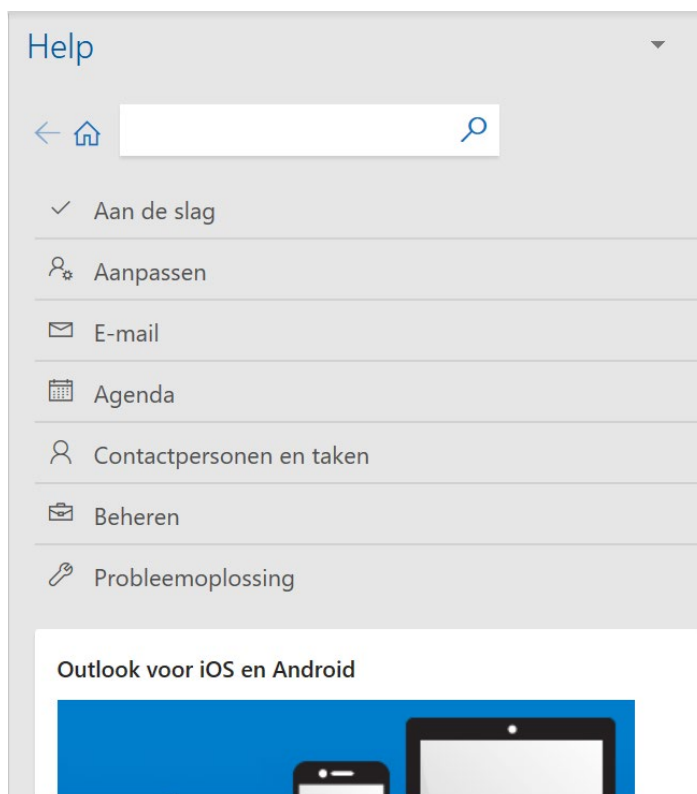 Help
Aan de slag
Aanpassen
E-mail
Agenda
Contactpersonen en taken
Beheren
Probleemoplossing
Outlook voor iOS en Android